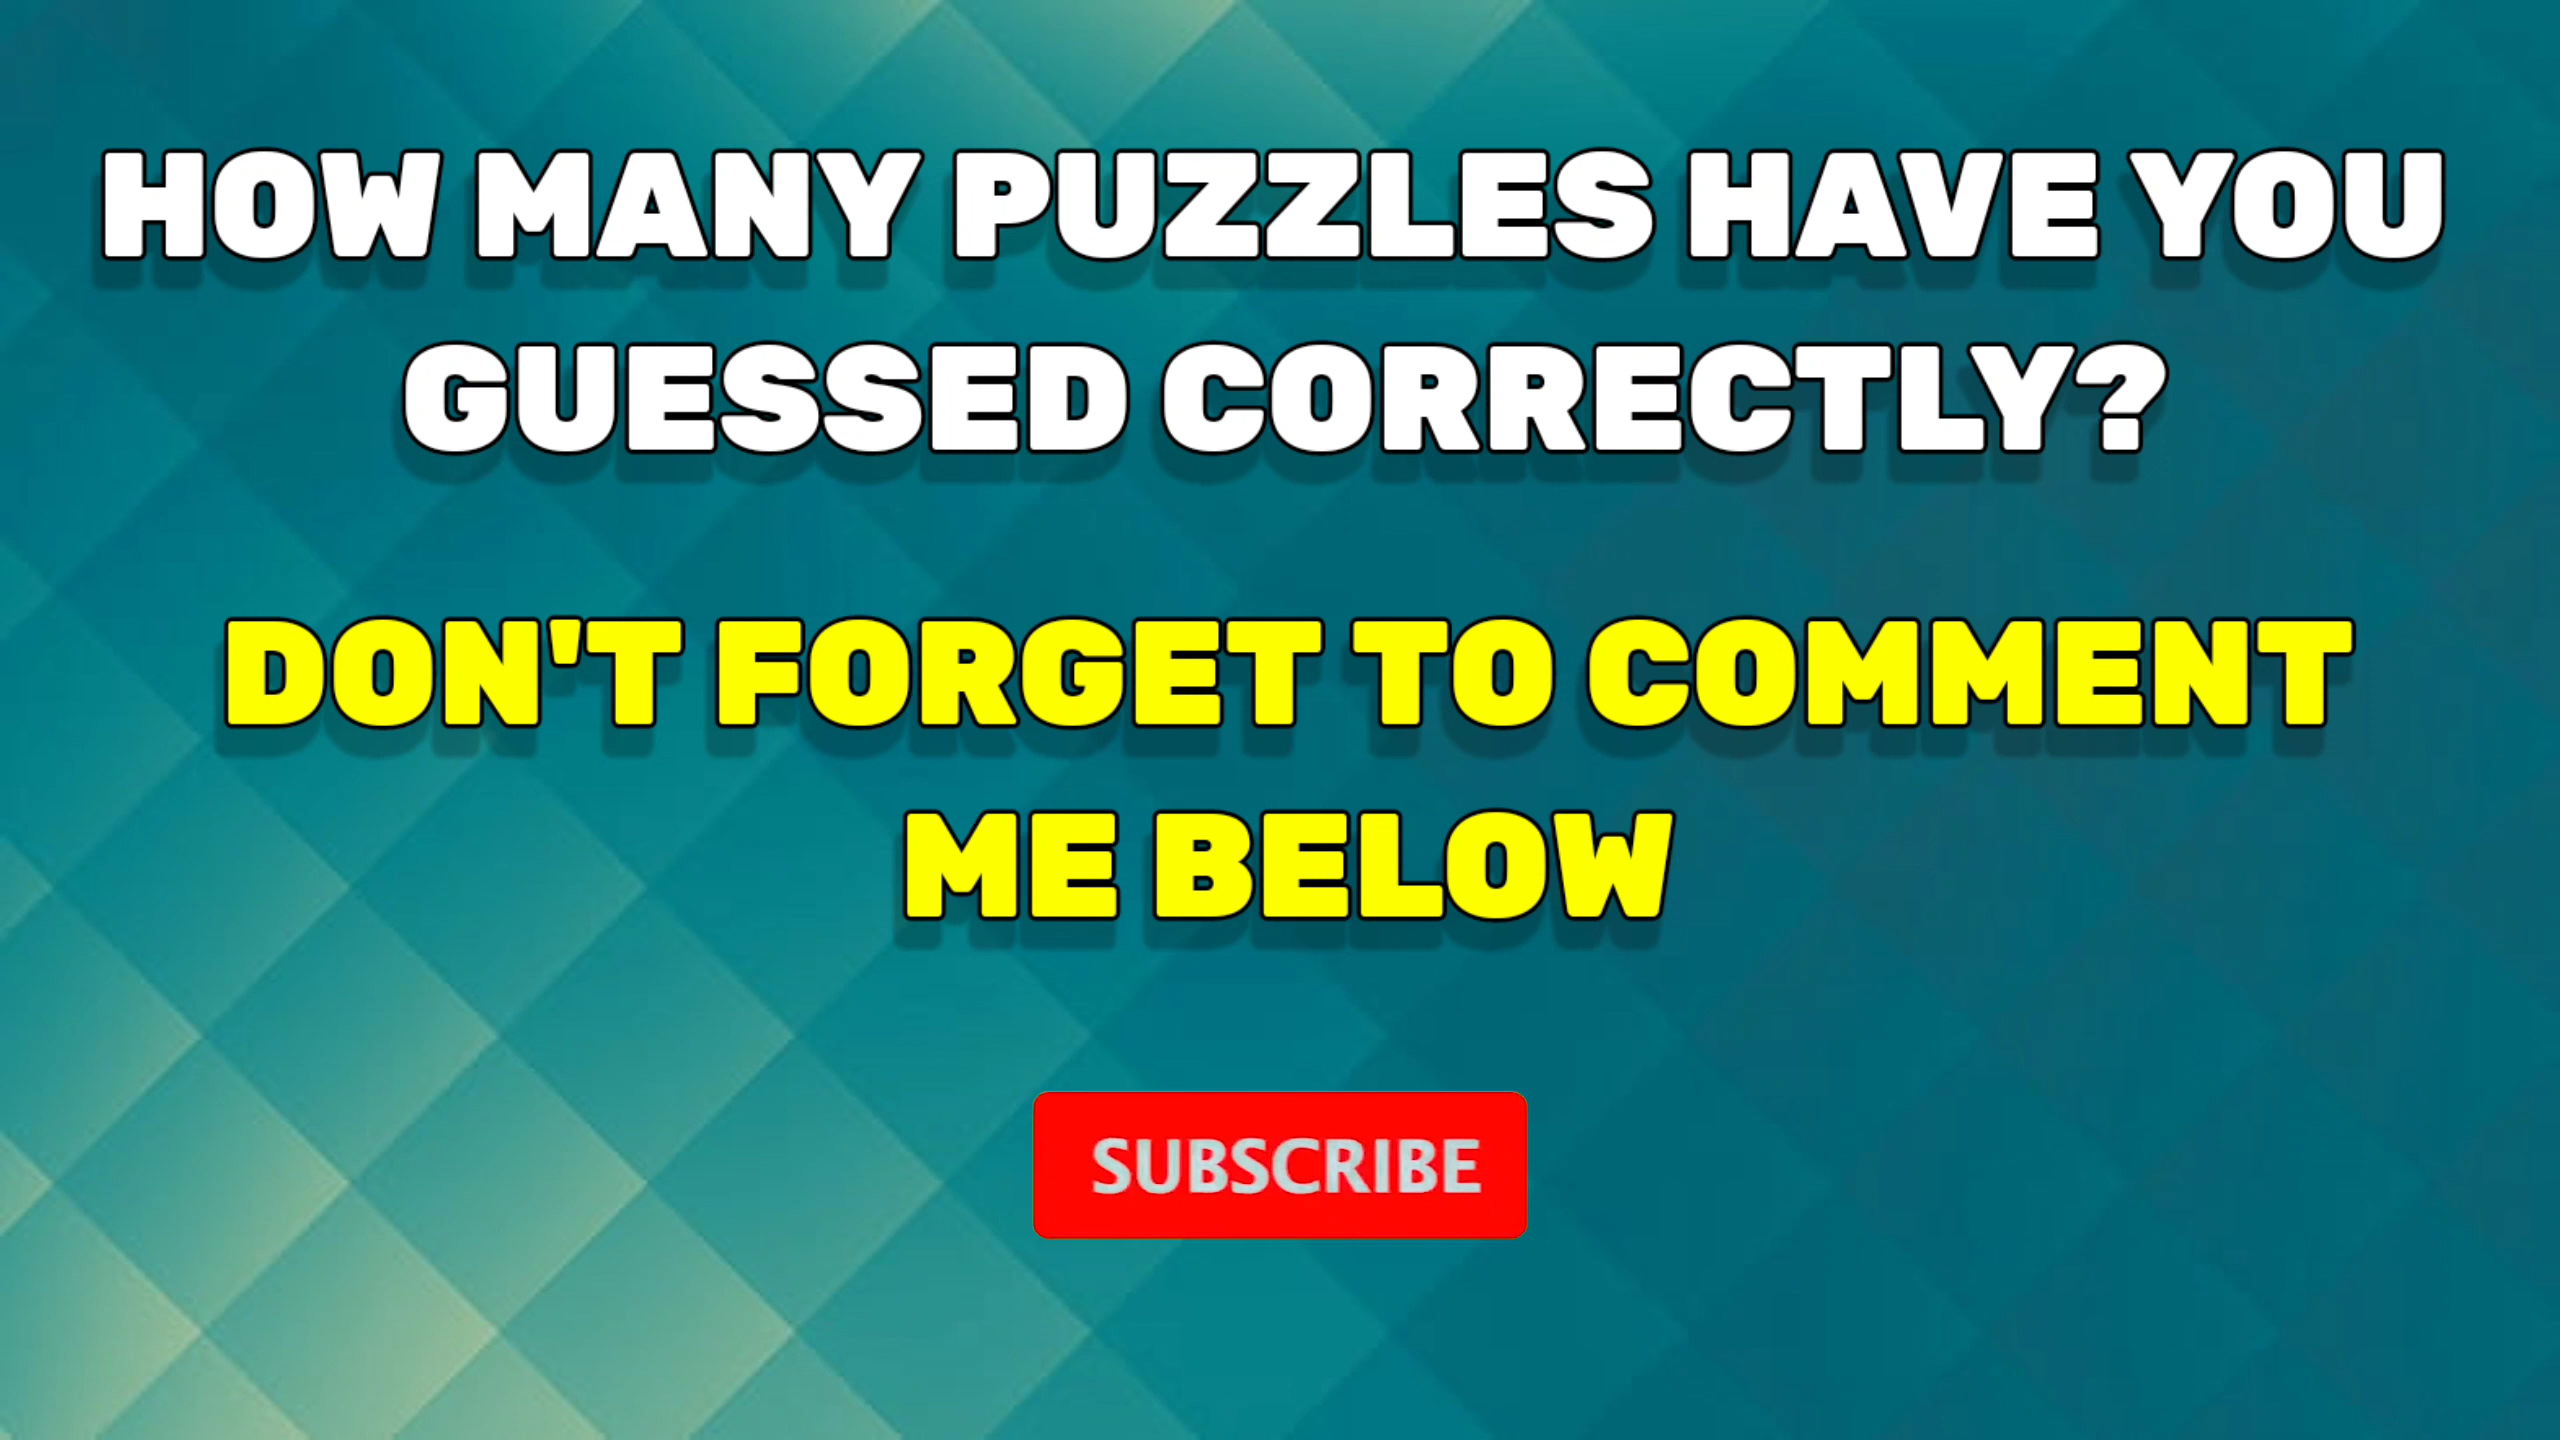 HOW MANY PUZZLES HAVE YOU
GUESSED CORRECTLY?
DON'T FORGET TO COMMENT
ME BELOW
SUBSCRIBE